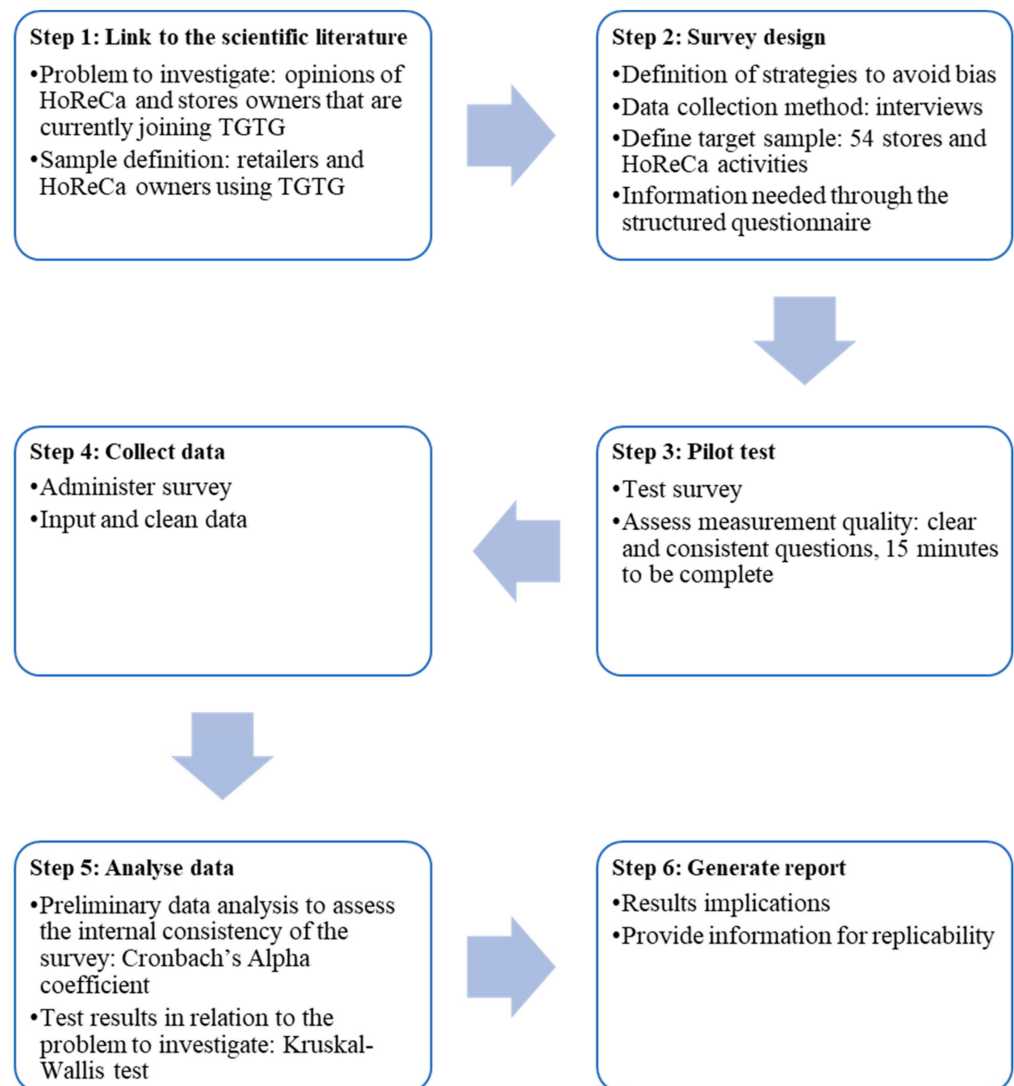 Step 1: Link to the scientific literature
•Problem to investigate: opinions of
HoReCa and stores owners that are
currently joining TGTG
•Sample definition: retailers and
HoReCa owners using TGTG
Step 2: Survey design
•Definition of strategies to avoid bias
•Data collection method: interviews
•Define target sample: 54 stores and
HoReCa activities
•Information needed through the
structured questionnaire
Step 3: Pilot test
•Test survey
•Assess measurement quality: clear
and consistent questions, 15 minutes
to be complete
Step 4: Collect data
•Administer survey
•Input and clean data
Step 5: Analyse data
•Preliminary data analysis to assess
the internal consistency of the
survey: Cronbach’s Alpha
coefficient
•Test results in relation to the
problem to investigate: Kruskal-
Wallis test
Step 6: Generate report
•Results implications
•Provide information for replicability